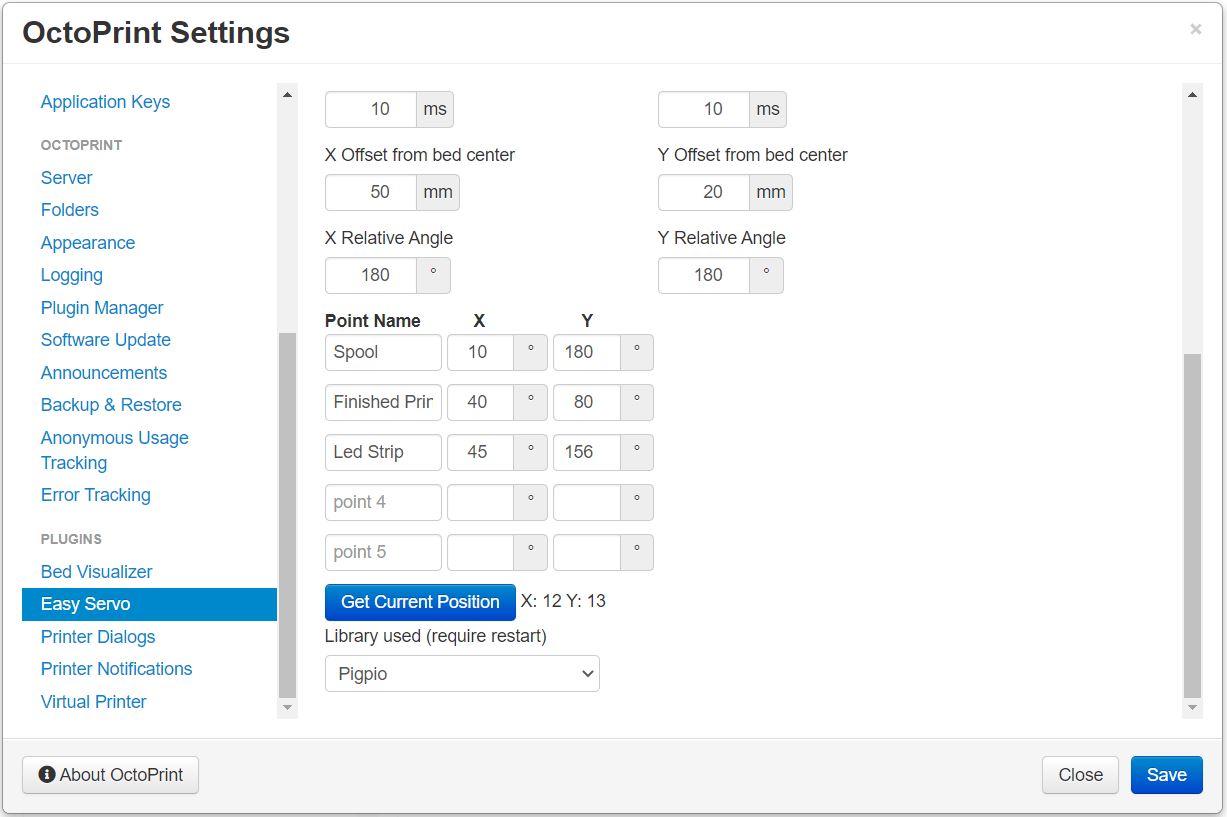 OctoPrint Settings
×
Application Keys
OCTOPRINT
Server
Folders
Appearance
Logging
Plugin Manager
Software Update
Announcements
Backup & Restore
Anonymous Usage
Tracking
Error Tracking
PLUGINS
Bed Visualizer
Easy Servo
Printer Dialogs
Printer Notifications
Virtual Printer
10 ms 10 ms
X Offset from bed center Y Offset from bed center
50 mm 20 mm
X Relative Angle Y Relative Angle
180 ° 180 °
Point Name X Y
Spool 10 ° 180 °
Finished Prin 40 ° 80 °
Led Strip 45 ° 156 °
point 4 ° °
point 5 ° °
Get Current Position X: 12 Y: 13
Library used (require restart)
Pigpio
About OctoPrint Close Save